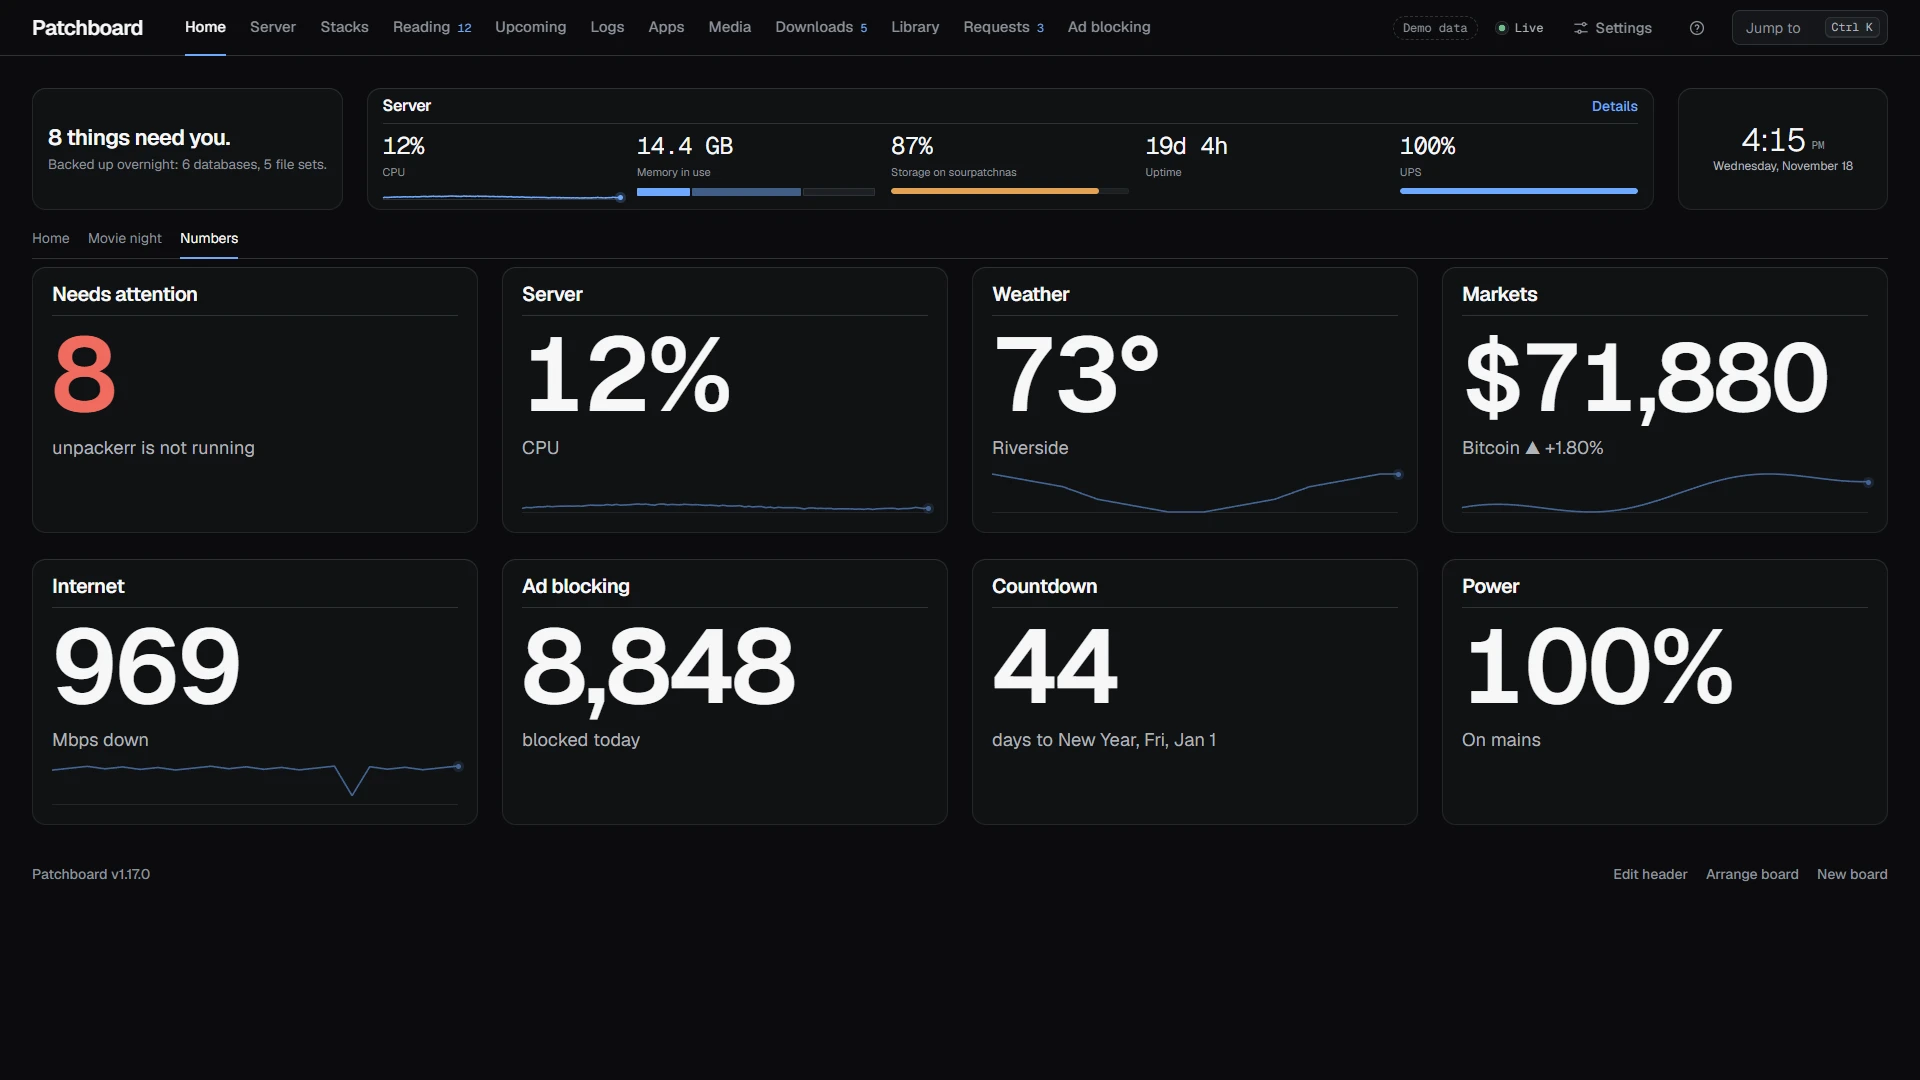 Patchboard Home Server Stacks Reading 12 Upcoming Logs Apps Media Downloads 5 Library Requests 3 Ad blocking Demo data Live Settings Jump to Ctrl K
8 things need you.
Backed up overnight: 6 databases, 5 file sets.
Server Details
12% 14.4 GB 87% 19d 4h 100%
CPU Memory in use Storage on sourpatchnas Uptime UPS
4:15 PM
Wednesday, November 18
Home Movie night Numbers
Needs attention
8
unpackerr is not running
Server
12%
CPU
Weather
73°
Riverside
Markets
$71,880
Bitcoin ▲ +1.80%
Internet
969
Mbps down
Ad blocking
8,848
blocked today
Countdown
44
days to New Year, Fri, Jan 1
Power
100%
On mains
Patchboard v1.17.0 Edit header Arrange board New board